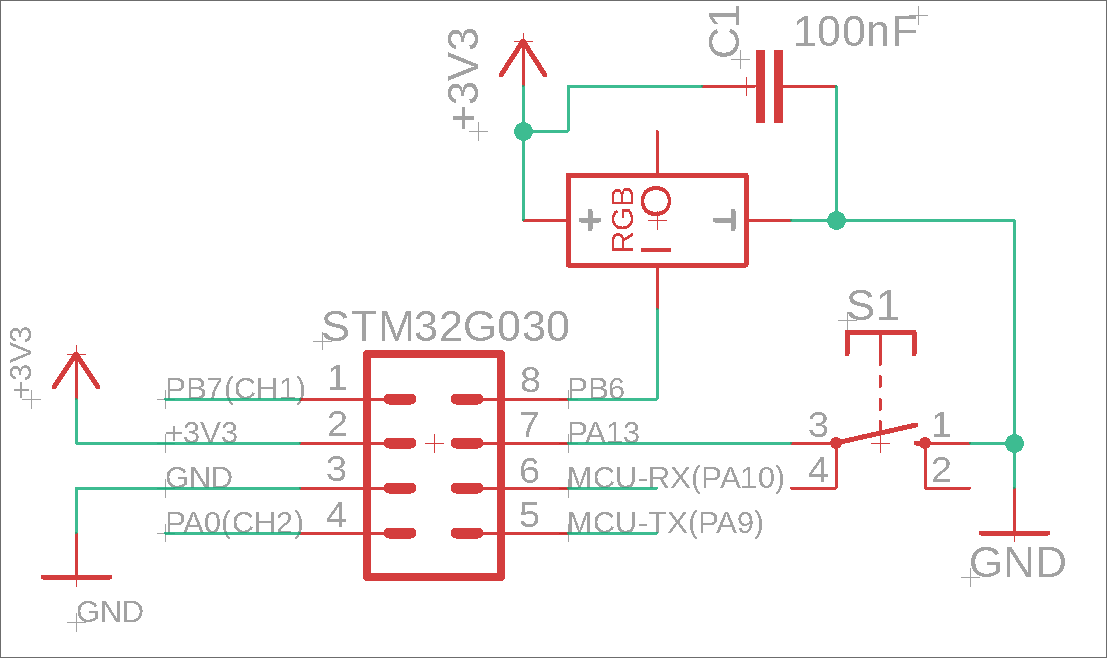 +3V3
C1
100nF
RGB
+
O
I
⊥
STM32G030
+3V3
PB7(CH1)
1
8
PB6
+3V3
2
7
PA13
GND
3
6
MCU-RX(PA10)
PA0(CH2)
4
5
MCU-TX(PA9)
S1
3
1
4
2
GND
GND